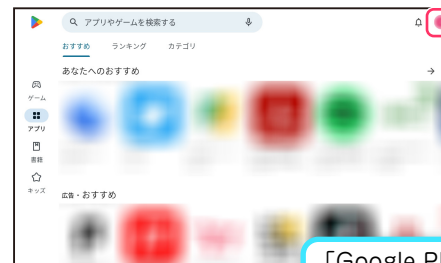 アプリやゲームを検索する
おすすめ ランキング カテゴリ
あなたへのおすすめ
ゲーム
アプリ
書籍
キッズ
広告・おすすめ
「Google P